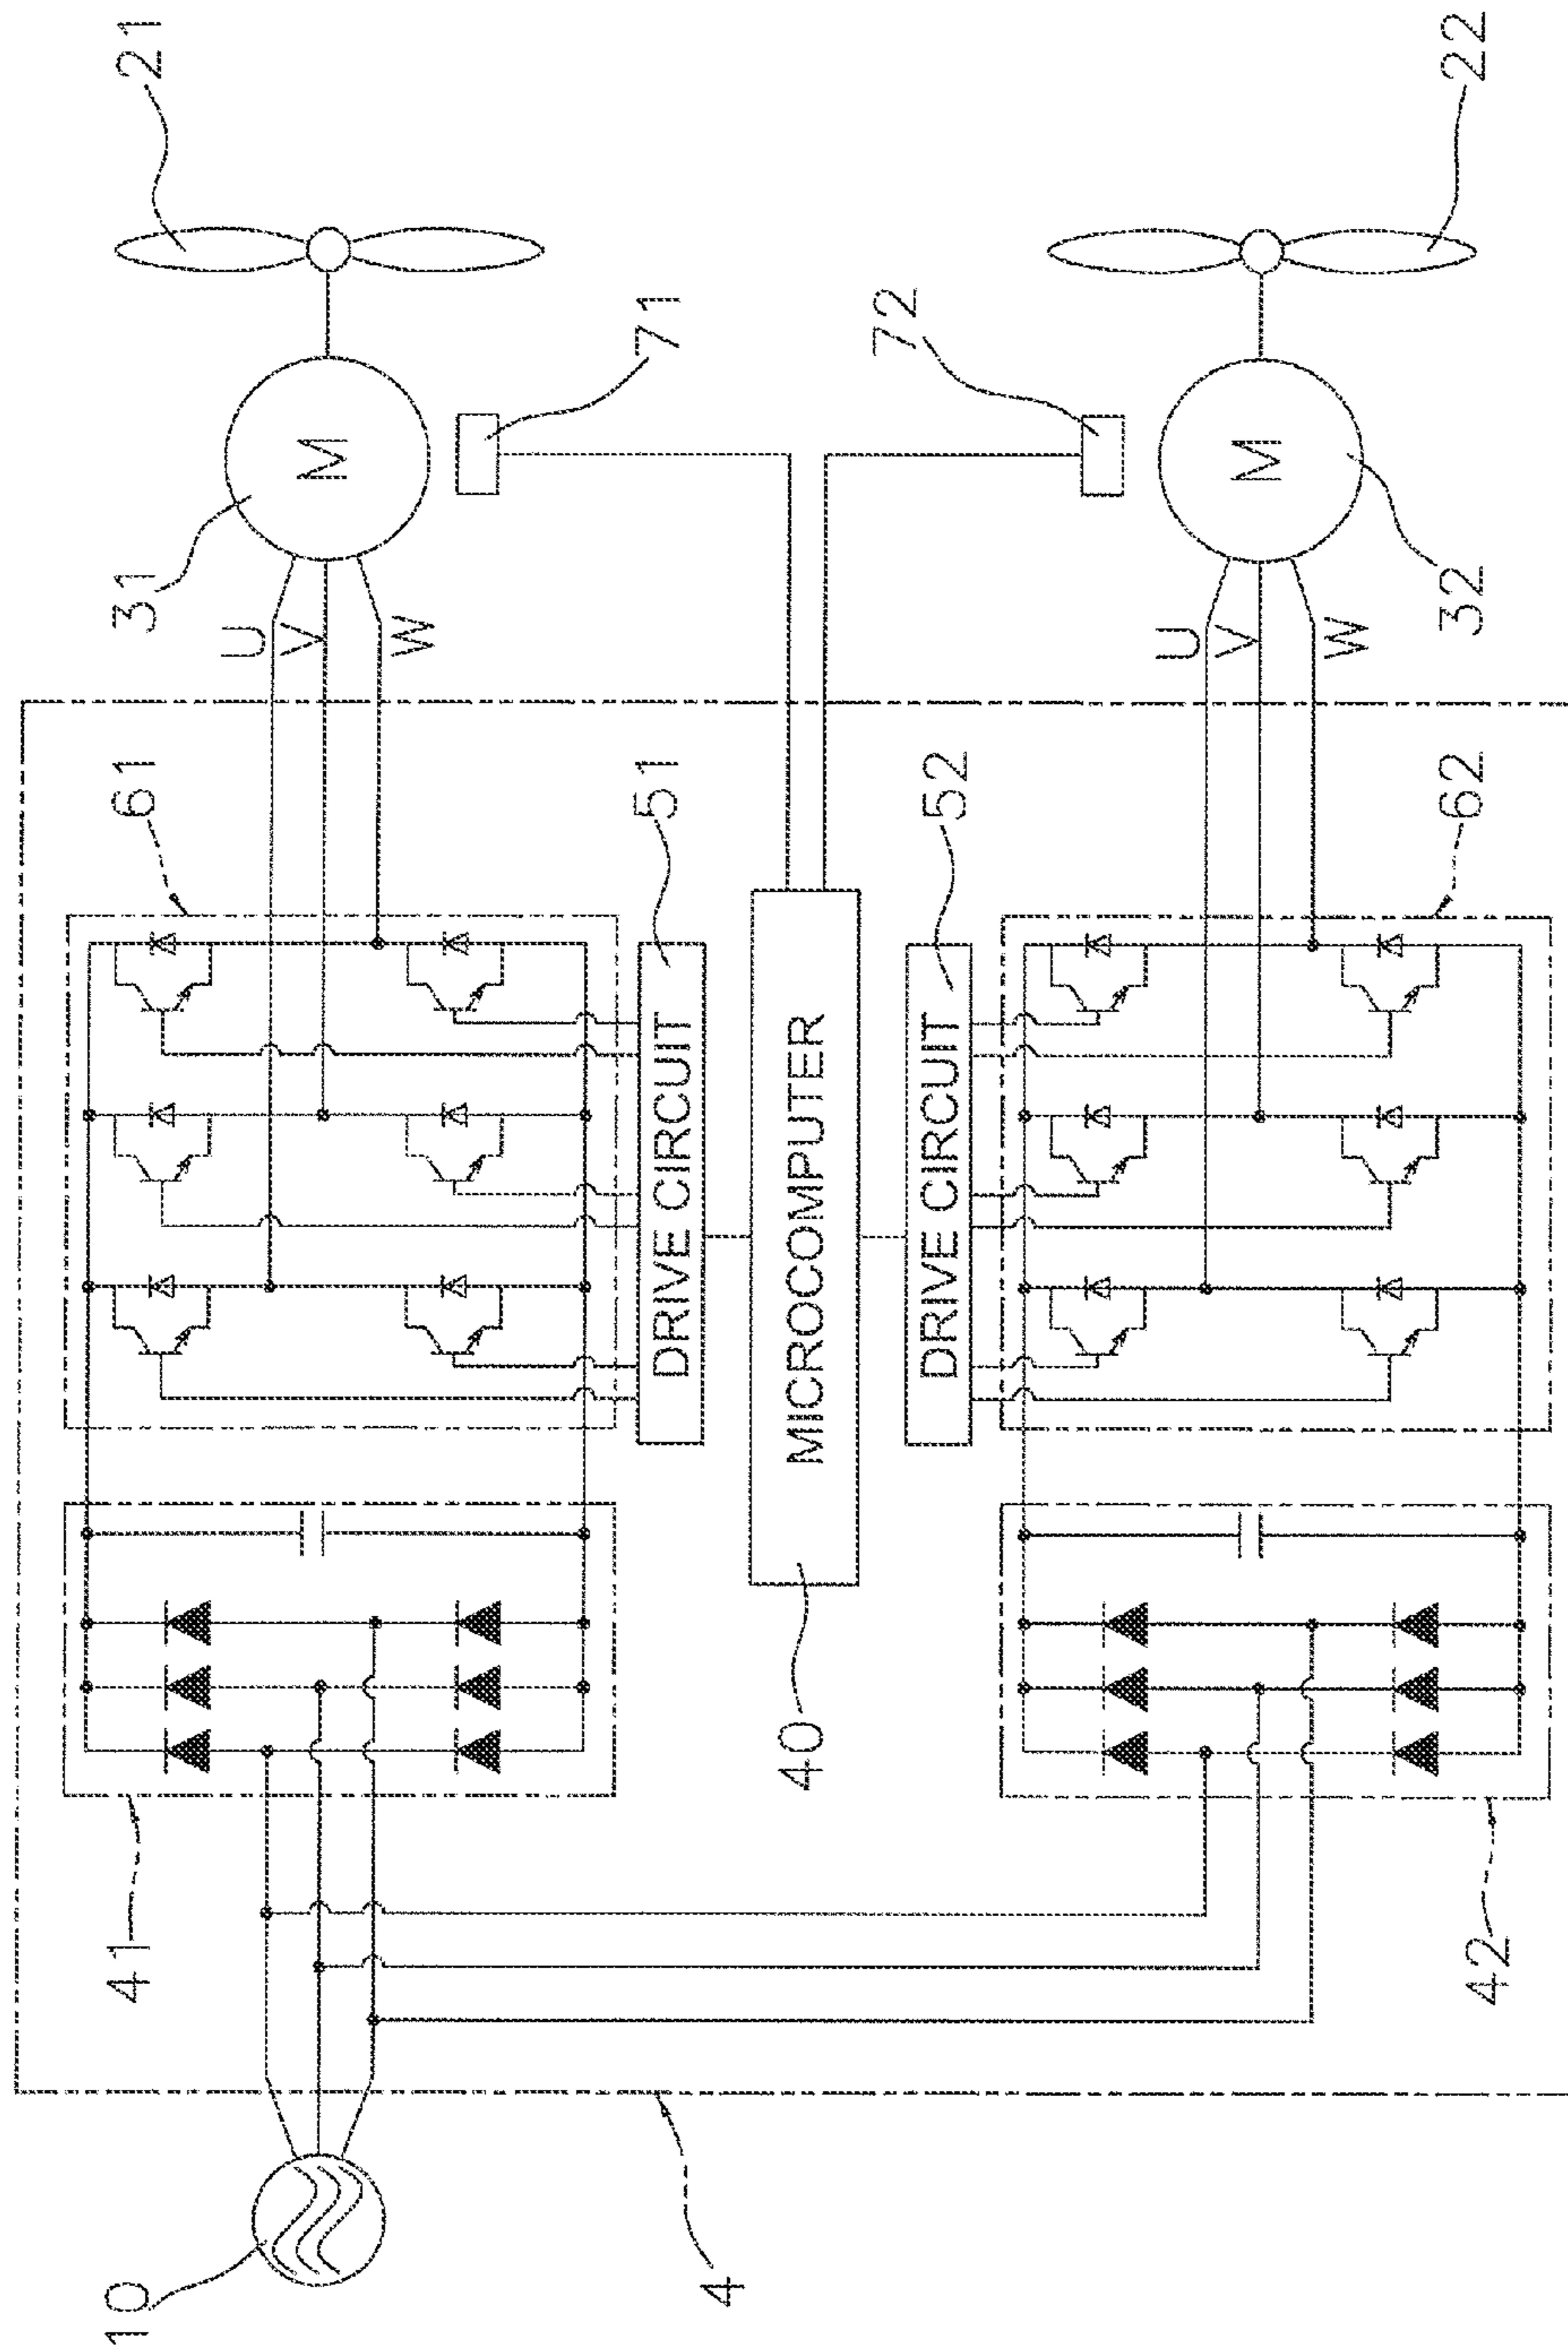 21
22
71
72
M
M
31
32
U
V
W
U
V
W
61
51
52
62
DRIVE CIRCUIT
MICROCOMPUTER
DRIVE CIRCUIT
41
40
42
10
4